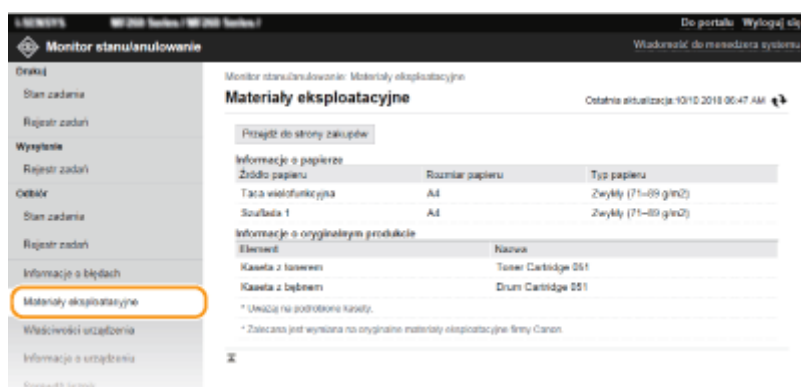 i-SENSYS MF260 Series / MF260 Series /
Do portalu Wyloguj się
Monitor stanu/anulowanie
Wiadomość do menedżera systemu
Drukuj
Stan zadania
Rejestr zadań
Wysyłanie
Rejestr zadań
Odbiór
Stan zadania
Rejestr zadań
Informacje o błędach
Materiały eksploatacyjne
Właściwości urządzenia
Informacje o urządzeniu
Monitor stanu/anulowanie: Materiały eksploatacyjne
Materiały eksploatacyjne
Ostatnia aktualizacja:10/10 2018 06:47 AM
Przejdź do strony zakupów
Informacje o papierze
Źródło papieru Rozmiar papieru Typ papieru
Taca wielofunkcyjna A4 Zwykły (71–89 g/m2)
Szuflada 1 A4 Zwykły (71–89 g/m2)
Informacje o oryginalnym produkcie
Element Nazwa
Kaseta z tonerem Toner Cartridge 051
Kaseta z bębnem Drum Cartridge 051
* Uważaj na podrobione kasety.
* Zalecana jest wymiana na oryginalne materiały eksploatacyjne firmy Canon.